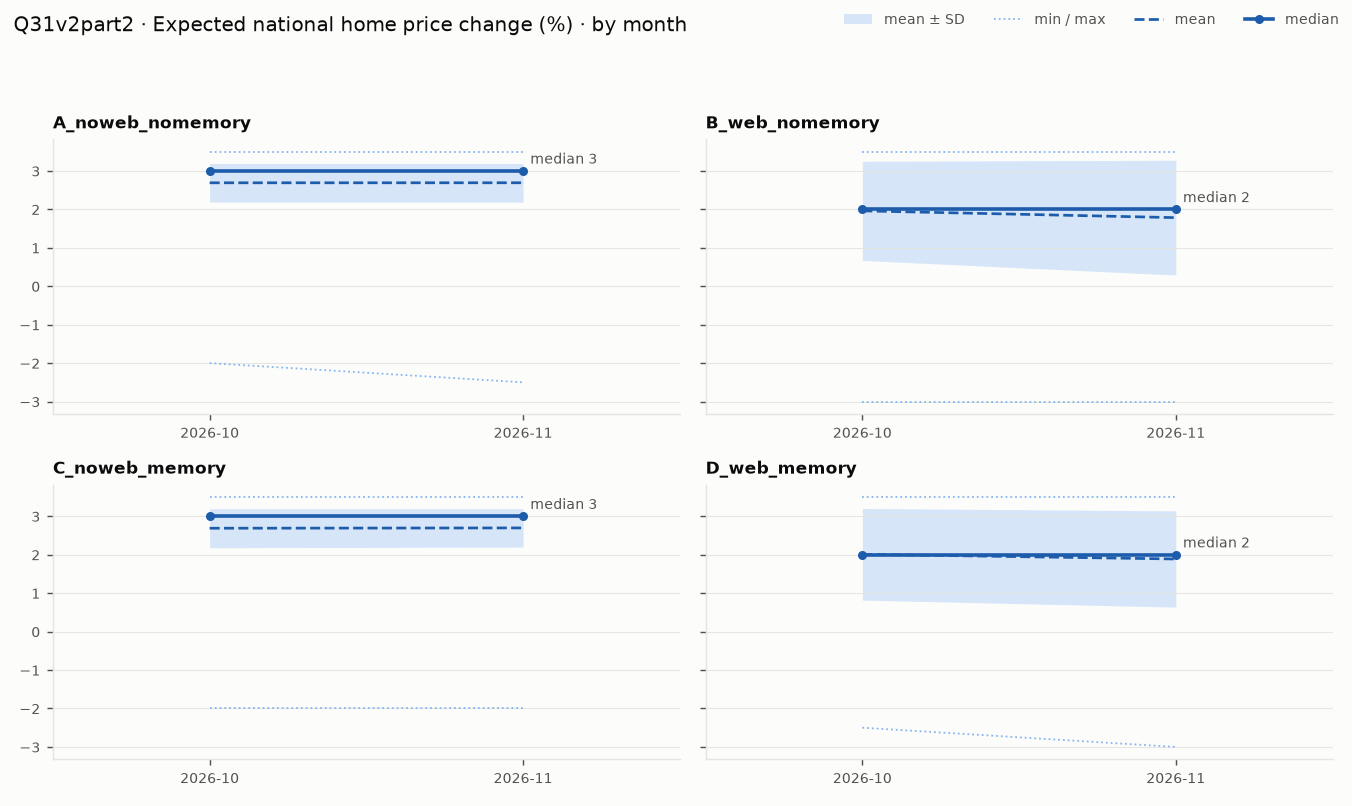 Q31v2part2 · Expected national home price change (%) · by month
mean ± SD
min / max
mean
median
A_noweb_nomemory
3
2
1
0
−1
−2
−3
median 3
2026-10
2026-11
B_web_nomemory
median 2
2026-10
2026-11
C_noweb_memory
3
2
1
0
−1
−2
−3
median 3
2026-10
2026-11
D_web_memory
median 2
2026-10
2026-11